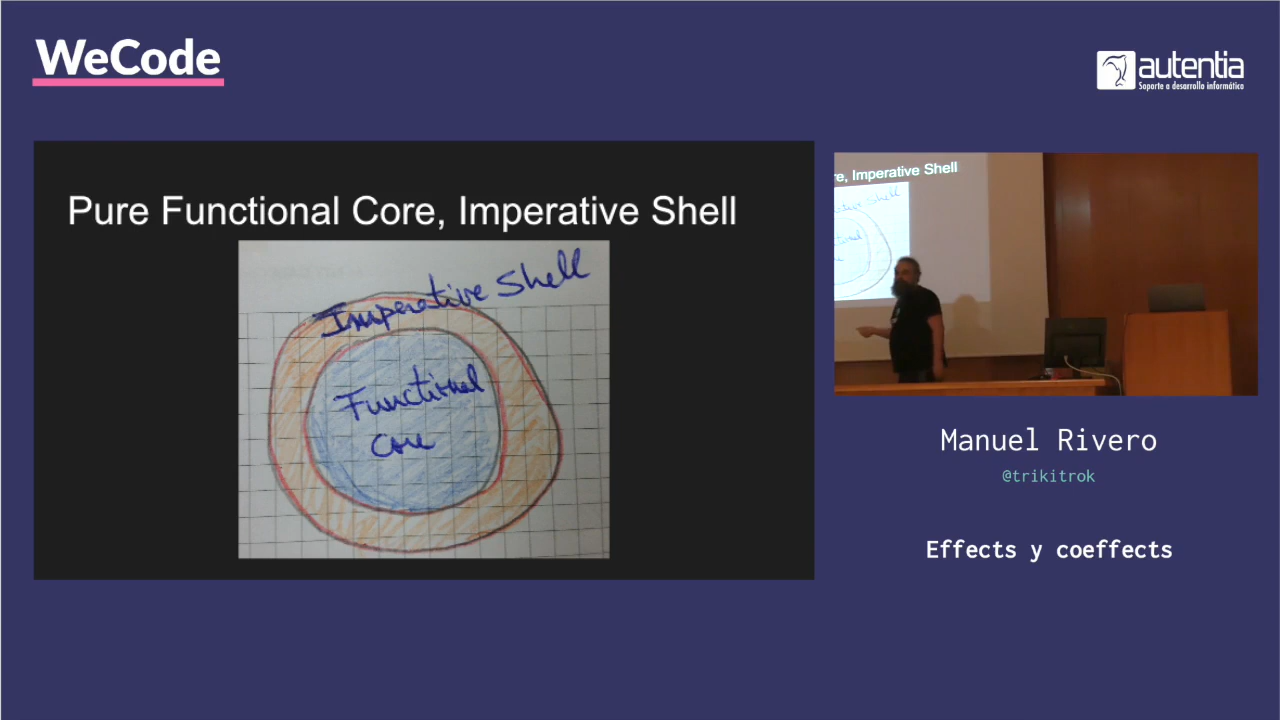 WeCode
autentia
Soporte a desarrollo informático
Pure Functional Core, Imperative Shell
Imperative Shell
Functional
Core
re, Imperative Shell
Manuel Rivero
@trikitrok
Effects y coeffects